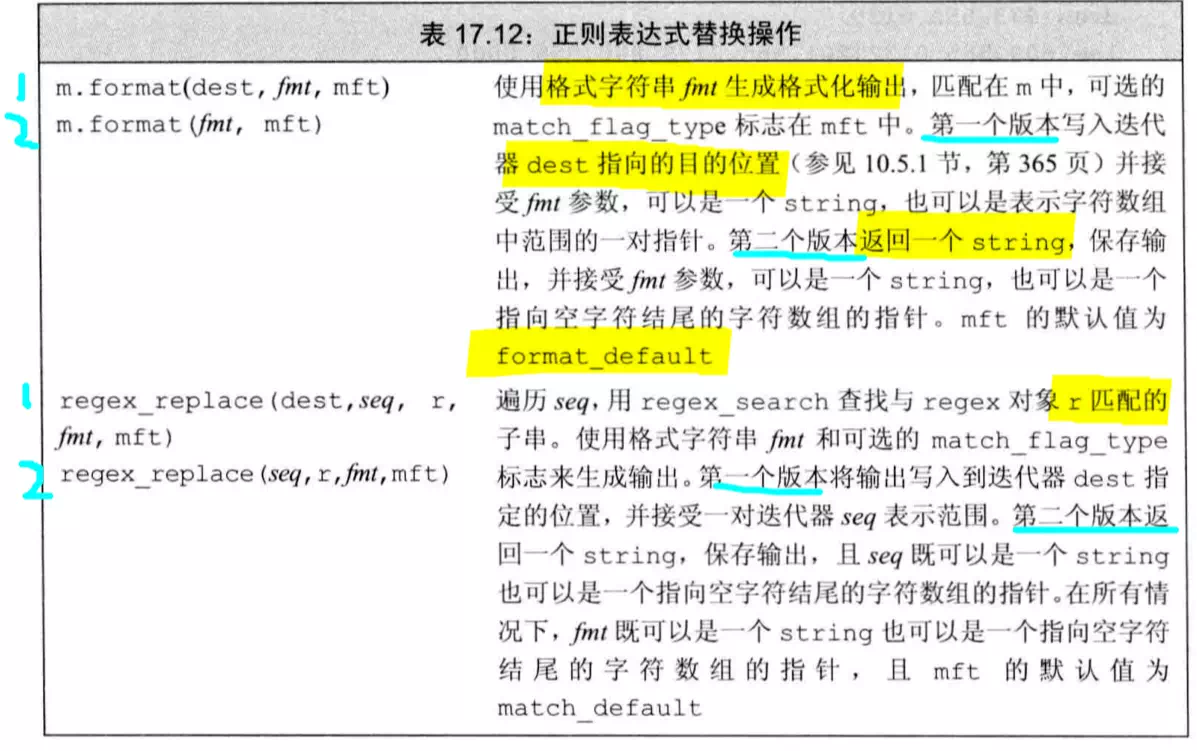 表 17.12：正则表达式替换操作
1 m.format(dest, fmt, mft) 使用格式字符串 fmt 生成格式化输出，匹配在 m 中，可选的
2 m.format(fmt, mft) match_flag_type 标志在 mft 中。第一个版本写入迭代
器 dest 指向的目的位置（参见 10.5.1 节，第 365 页）并接
受 fmt 参数，可以是一个 string，也可以是表示字符数组
中范围的一对指针。第二个版本返回一个 string，保存输
出，并接受 fmt 参数，可以是一个 string，也可以是一个
指向空字符结尾的字符数组的指针。mft 的默认值为
format_default
1 regex_replace(dest,seq, r, 遍历 seq，用 regex_search 查找与 regex 对象 r 匹配的
fmt, mft) 子串。使用格式字符串 fmt 和可选的 match_flag_type
2 regex_replace(seq,r,fmt,mft) 标志来生成输出。第一个版本将输出写入到迭代器 dest 指
定的位置，并接受一对迭代器 seq 表示范围。第二个版本返
回一个 string，保存输出，且 seq 既可以是一个 string
也可以是一个指向空字符结尾的字符数组的指针。在所有情
况下，fmt 既可以是一个 string 也可以是一个指向空字符
结尾的字符数组的指针，且 mft 的默认值为
match_default